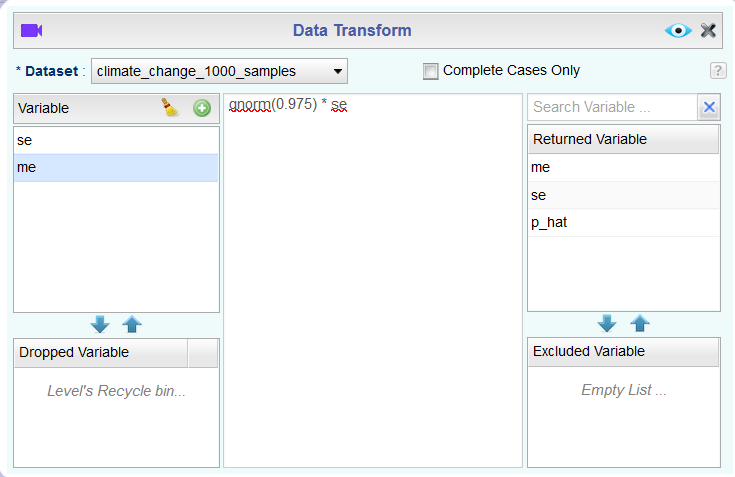 Data Transform
* Dataset : climate_change_1000_samples
Complete Cases Only
?
Variable
se
me
qnorm(0.975) * se
Search Variable ...
Returned Variable
me
se
p_hat
Dropped Variable
Level's Recycle bin...
Excluded Variable
Empty List ...